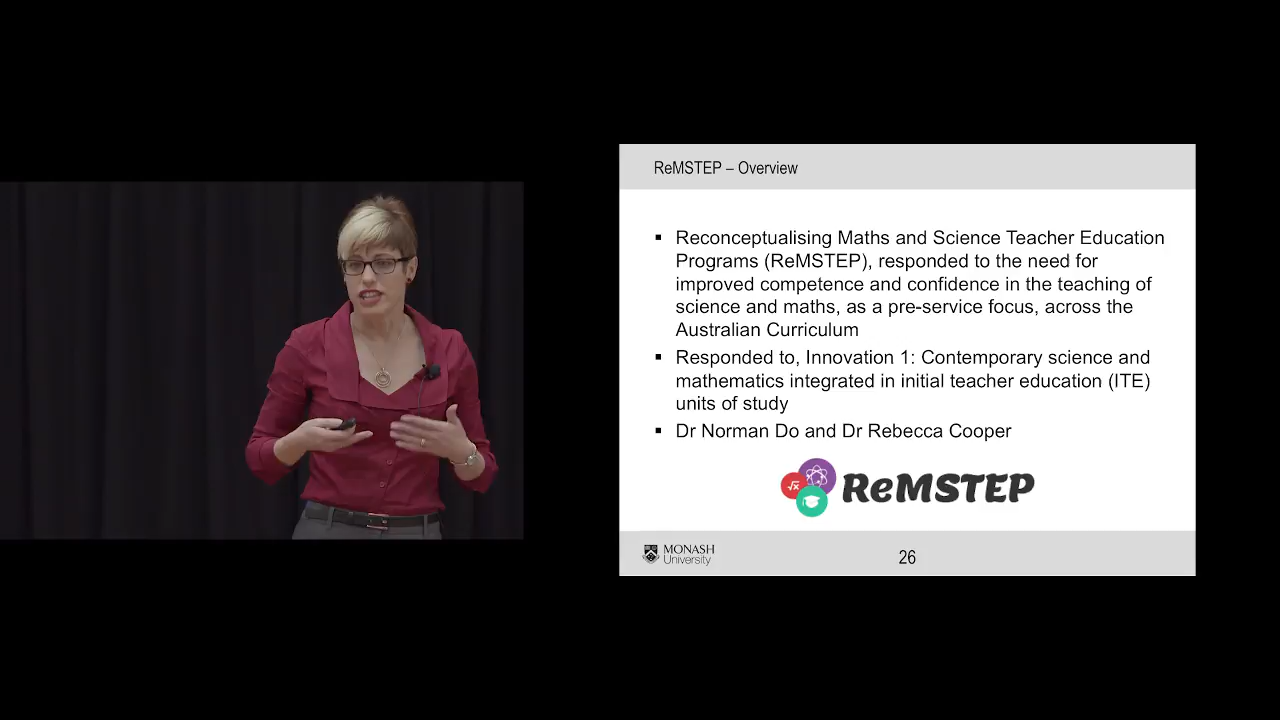 ReMSTEP – Overview
▪ Reconceptualising Maths and Science Teacher Education
Programs (ReMSTEP), responded to the need for
improved competence and confidence in the teaching of
science and maths, as a pre-service focus, across the
Australian Curriculum
▪ Responded to, Innovation 1: Contemporary science and
mathematics integrated in initial teacher education (ITE)
units of study
▪ Dr Norman Do and Dr Rebecca Cooper
√x ReMSTEP
MONASH
University
26